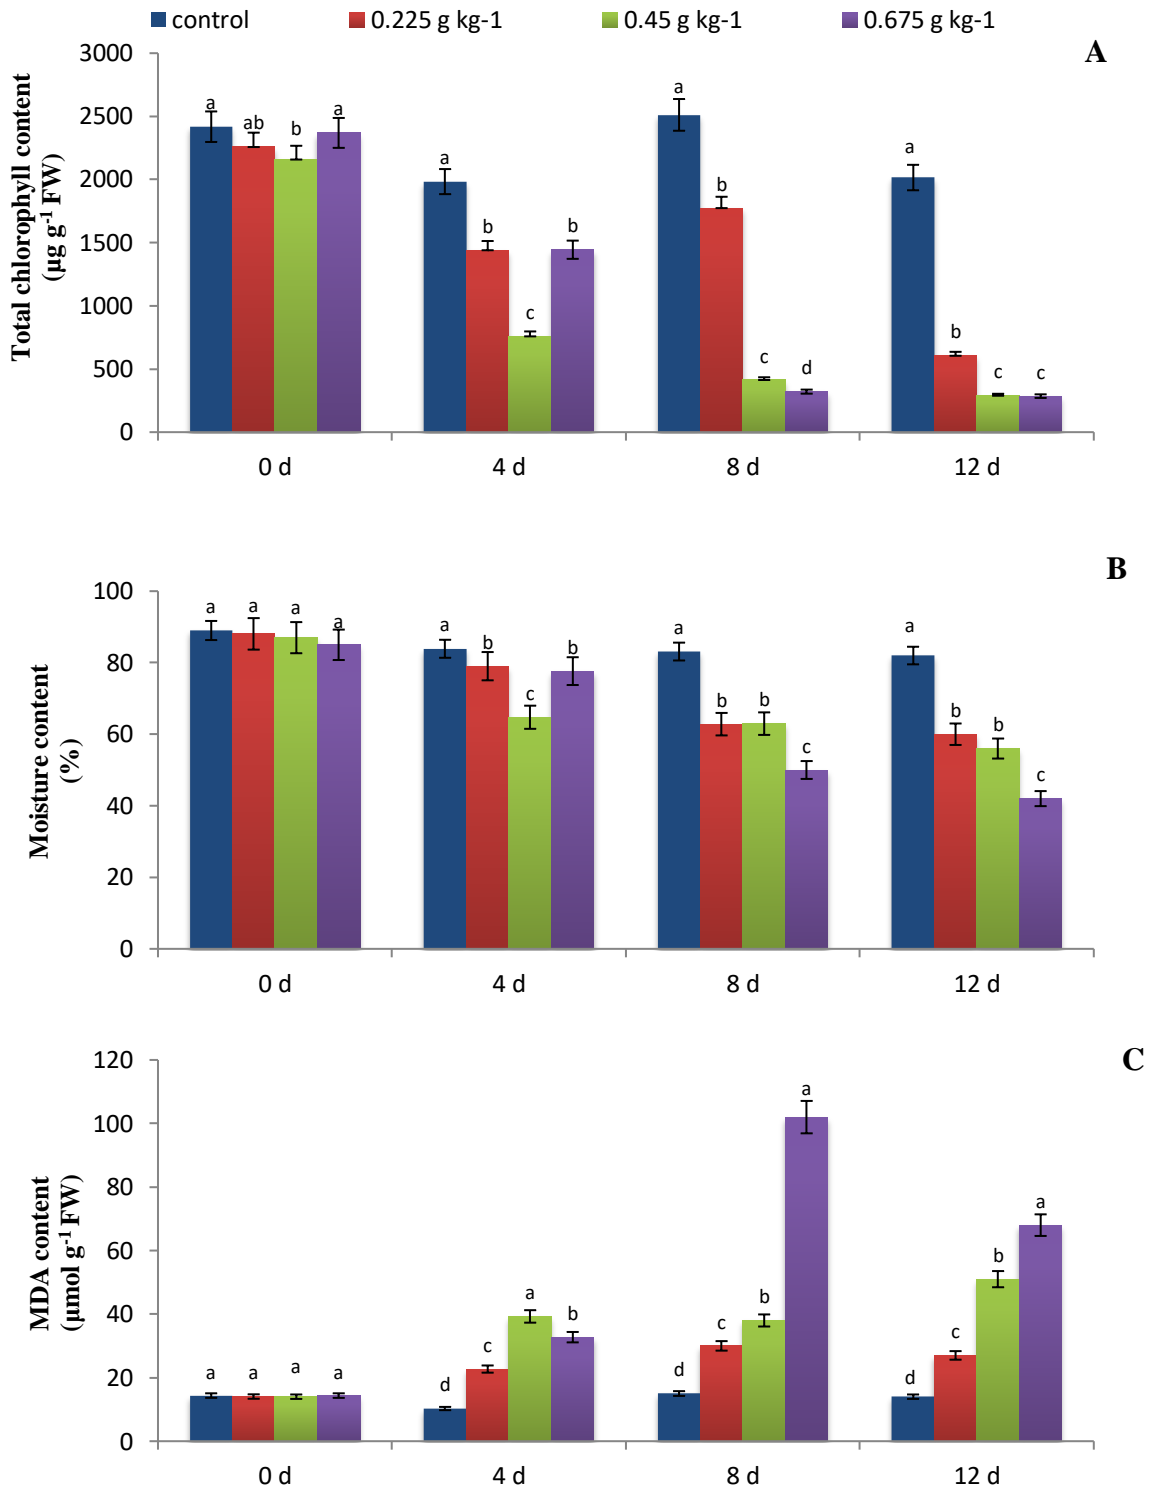 control 0.225 g kg-1 0.45 g kg-1 0.675 g kg-1
A
Total chlorophyll content
(µg g-1 FW)
3000
2500
2000
1500
1000
500
0
a ab b a
a b c b
a b c d
a b c c
0 d 4 d 8 d 12 d
B
Moisture content
(%)
100
80
60
40
20
0
a a a a
a b c b
a b b c
a b b c
0 d 4 d 8 d 12 d
C
MDA content
(µmol g-1 FW)
120
100
80
60
40
20
0
a a a a
d c a b
d c b a
d c b a
0 d 4 d 8 d 12 d